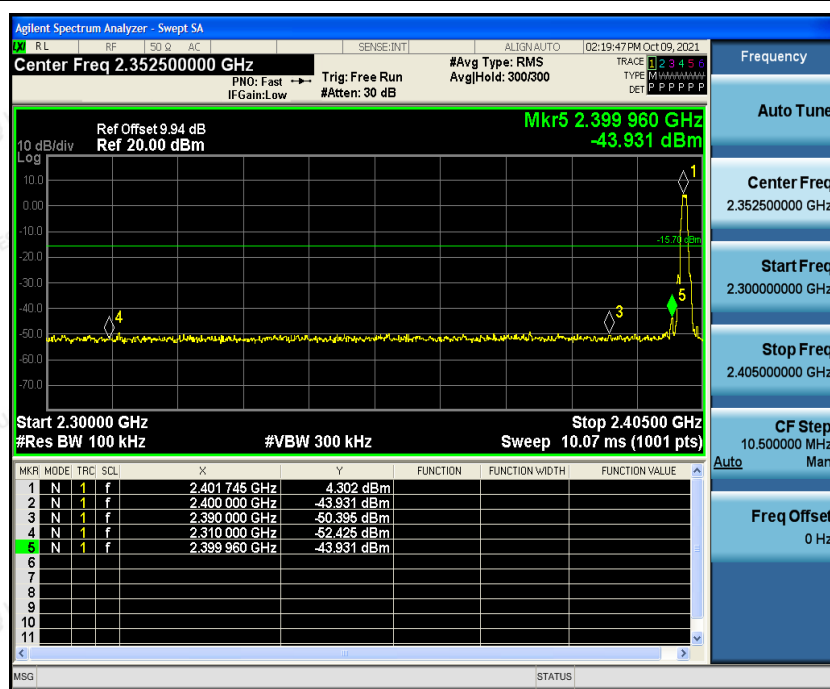 Agilent Spectrum Analyzer - Swept SA
LXI RL RF 50 Ω AC SENSE:INT ALIGN AUTO 02:19:47 PM Oct 09, 2021
Center Freq 2.352500000 GHz
PNO: Fast
IFGain:Low
Trig: Free Run
#Atten: 30 dB
#Avg Type: RMS
Avg|Hold: 300/300
TRACE 1 2 3 4 5 6
TYPE M
DET P P P P P P
Ref Offset 9.94 dB
10 dB/div Ref 20.00 dBm
Log
Mkr5 2.399 960 GHz
-43.931 dBm
10.0
0.00
-10.0
-20.0
-30.0
-40.0
-50.0
-60.0
-70.0
1
-15.70 dBm
5
4
3
Start 2.30000 GHz Stop 2.40500 GHz
#Res BW 100 kHz #VBW 300 kHz Sweep 10.07 ms (1001 pts)
MKR MODE TRC SCL X Y FUNCTION FUNCTION WIDTH FUNCTION VALUE
1 N 1 f 2.401 745 GHz 4.302 dBm
2 N 1 f 2.400 000 GHz -43.931 dBm
3 N 1 f 2.390 000 GHz -50.395 dBm
4 N 1 f 2.310 000 GHz -52.425 dBm
5 N 1 f 2.399 960 GHz -43.931 dBm
6
7
8
9
10
11
MSG STATUS
Frequency
Auto Tune
Center Freq
2.352500000 GHz
Start Freq
2.300000000 GHz
Stop Freq
2.405000000 GHz
CF Step
10.500000 MHz
Auto Man
Freq Offset
0 Hz